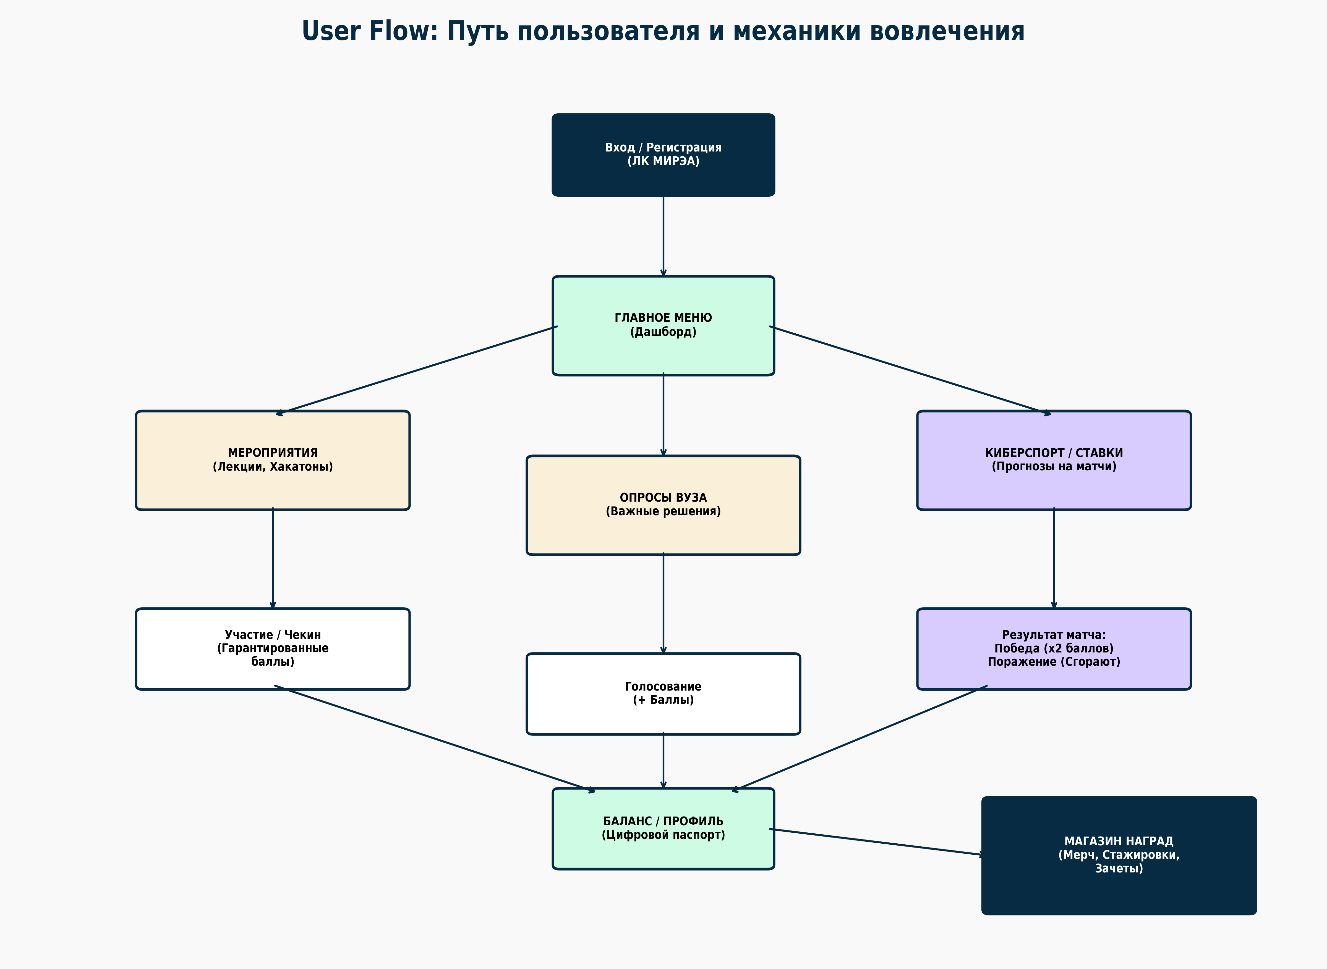 User Flow: Путь пользователя и механики вовлечения
Вход / Регистрация
(ЛК МИРЭА)
ГЛАВНОЕ МЕНЮ
(Дашборд)
МЕРОПРИЯТИЯ
(Лекции, Хакатоны)
ОПРОСЫ ВУЗА
(Важные решения)
КИБЕРСПОРТ / СТАВКИ
(Прогнозы на матчи)
Участие / Чекин
(Гарантированные
баллы)
Голосование
(+ Баллы)
Результат матча:
Победа (x2 баллов)
Поражение (Сгорают)
БАЛАНС / ПРОФИЛЬ
(Цифровой паспорт)
МАГАЗИН НАГРАД
(Мерч, Стажировки,
Зачеты)